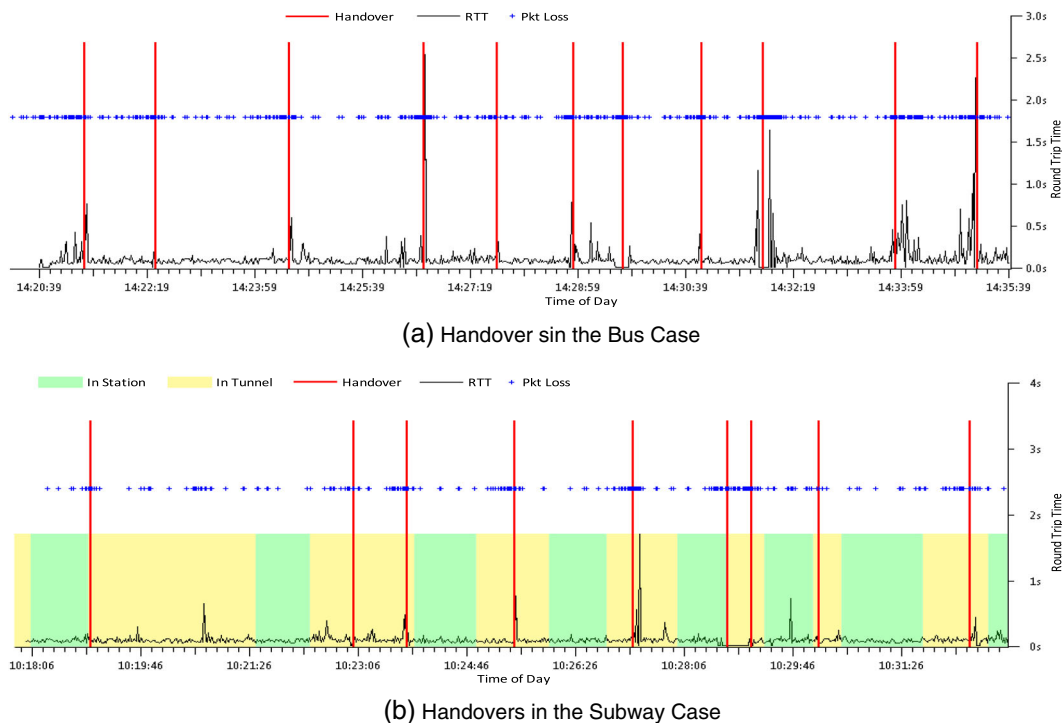 Handover RTT Pkt Loss
3.0s
2.5s
2.0s
1.5s
1.0s
0.5s
0.0s
Round Trip Time
14:20:39 14:22:19 14:23:59 14:25:39 14:27:19 14:28:59 14:30:39 14:32:19 14:33:59 14:35:39
Time of Day
(a) Handover sin the Bus Case
In Station In Tunnel Handover RTT Pkt Loss
4s
3s
2s
1s
0s
Round Trip Time
10:18:06 10:19:46 10:21:26 10:23:06 10:24:46 10:26:26 10:28:06 10:29:46 10:31:26
Time of Day
(b) Handovers in the Subway Case